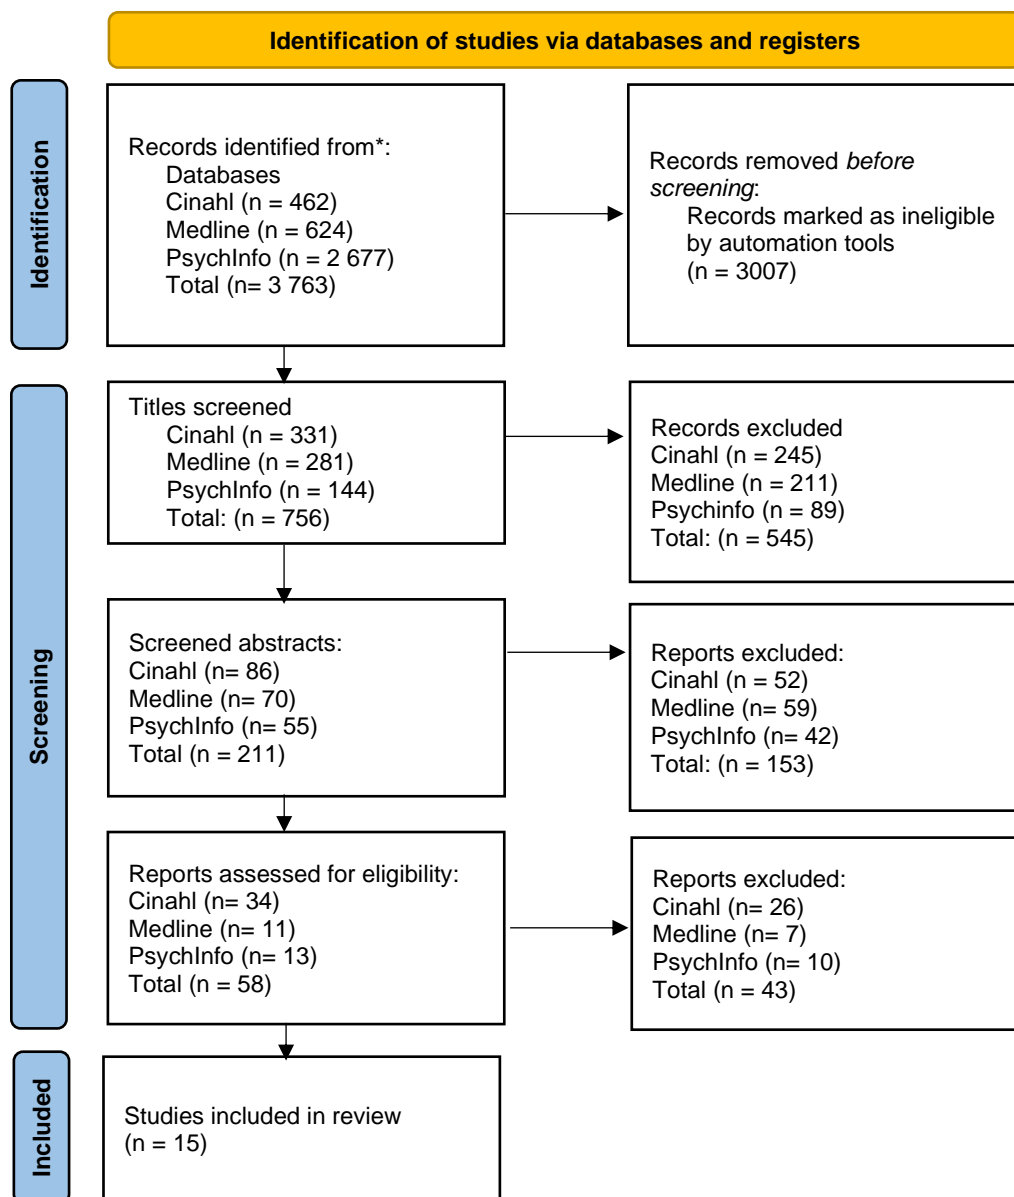 Identification of studies via databases and registers
Identification
Records identified from*:
Databases
Cinahl (n = 462)
Medline (n = 624)
PsychInfo (n = 2 677)
Total (n= 3 763)
Records removed before
screening:
Records marked as ineligible
by automation tools
(n = 3007)
Screening
Titles screened
Cinahl (n = 331)
Medline (n = 281)
PsychInfo (n = 144)
Total: (n = 756)
Records excluded
Cinahl (n = 245)
Medline (n = 211)
Psychinfo (n = 89)
Total: (n = 545)
Screened abstracts:
Cinahl (n= 86)
Medline (n= 70)
PsychInfo (n= 55)
Total (n = 211)
Reports excluded:
Cinahl (n = 52)
Medline (n= 59)
PsychInfo (n= 42)
Total: (n = 153)
Reports assessed for eligibility:
Cinahl (n= 34)
Medline (n= 11)
PsychInfo (n= 13)
Total (n = 58)
Reports excluded:
Cinahl (n= 26)
Medline (n= 7)
PsychInfo (n= 10)
Total (n = 43)
Included
Studies included in review
(n = 15)